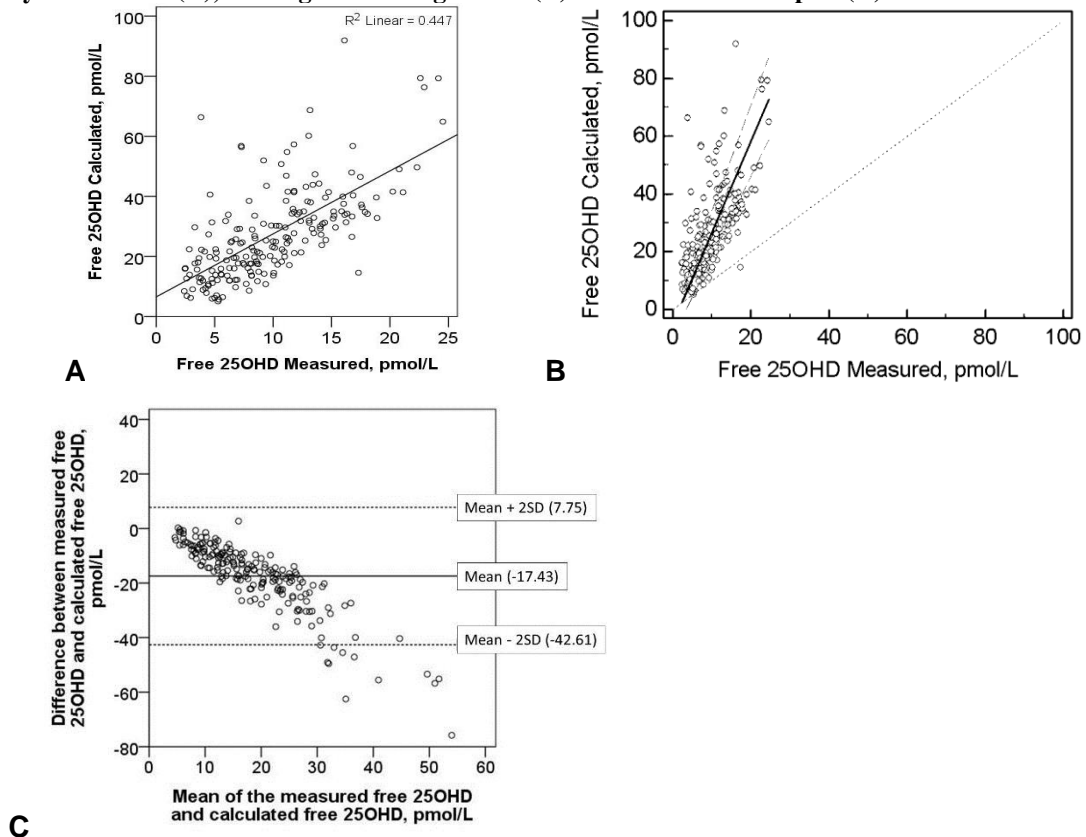 R² Linear = 0.447
100
80
60
40
20
0
0 5 10 15 20 25
Free 25OHD Calculated, pmol/L
Free 25OHD Measured, pmol/L
A
100
80
60
40
20
0
0 20 40 60 80 100
Free 25OHD Calculated, pmol/L
Free 25OHD Measured, pmol/L
B
40
20
0
-20
-40
-60
-80
0 10 20 30 40 50 60
Difference between measured free
25OHD and calculated free 25OHD,
pmol/L
Mean + 2SD (7.75)
Mean (-17.43)
Mean - 2SD (-42.61)
Mean of the measured free 25OHD
and calculated free 25OHD, pmol/L
C